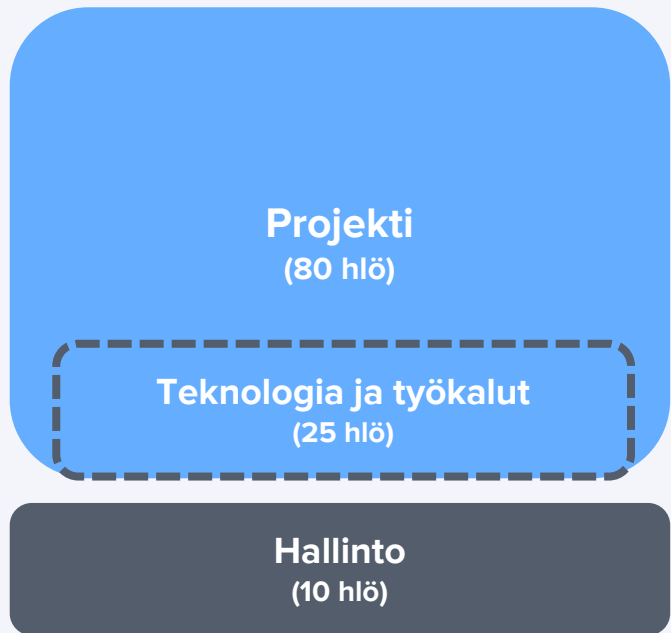 Projekti
(80 hlö)
Teknologia ja työkalut
(25 hlö)
Hallinto
(10 hlö)